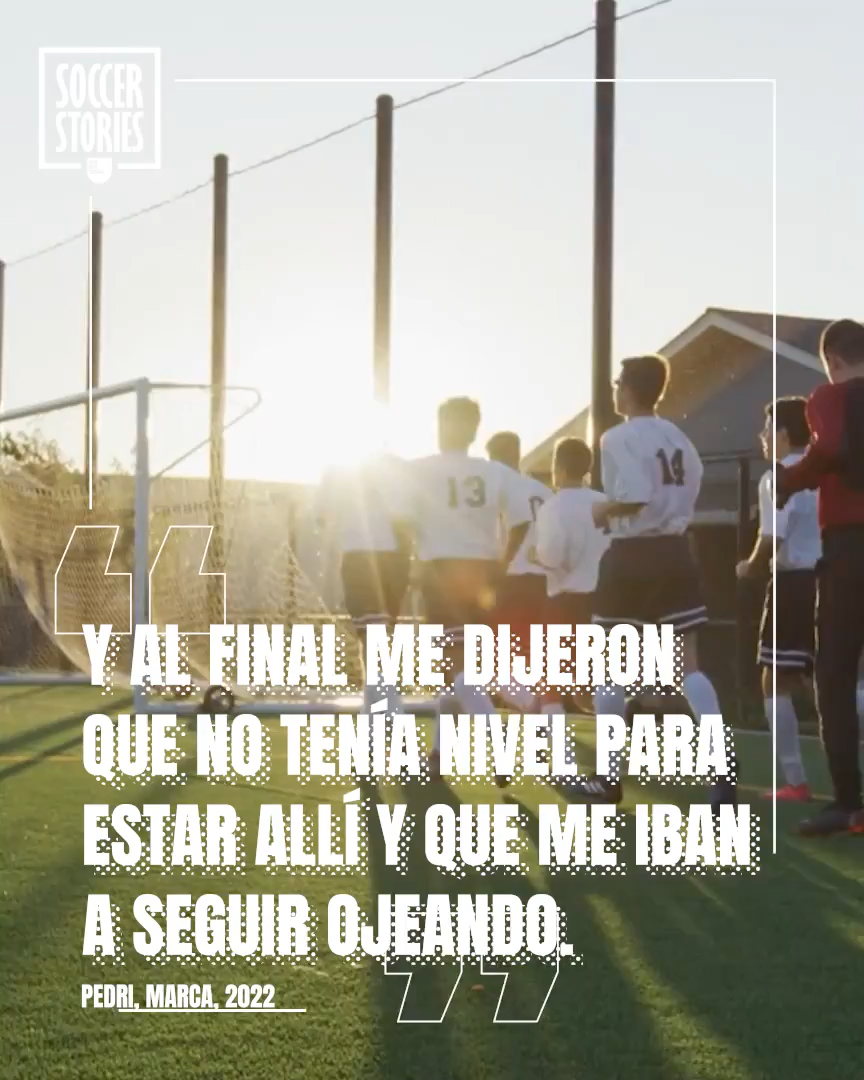 SOCCER
STORIES
13
14
Y AL FINAL ME DIJERON
QUE NO TENÍA NIVEL PARA
ESTAR ALLÍ Y QUE ME IBAN
A SEGUIR OJEANDO.
PEDRI, MARCA, 2022